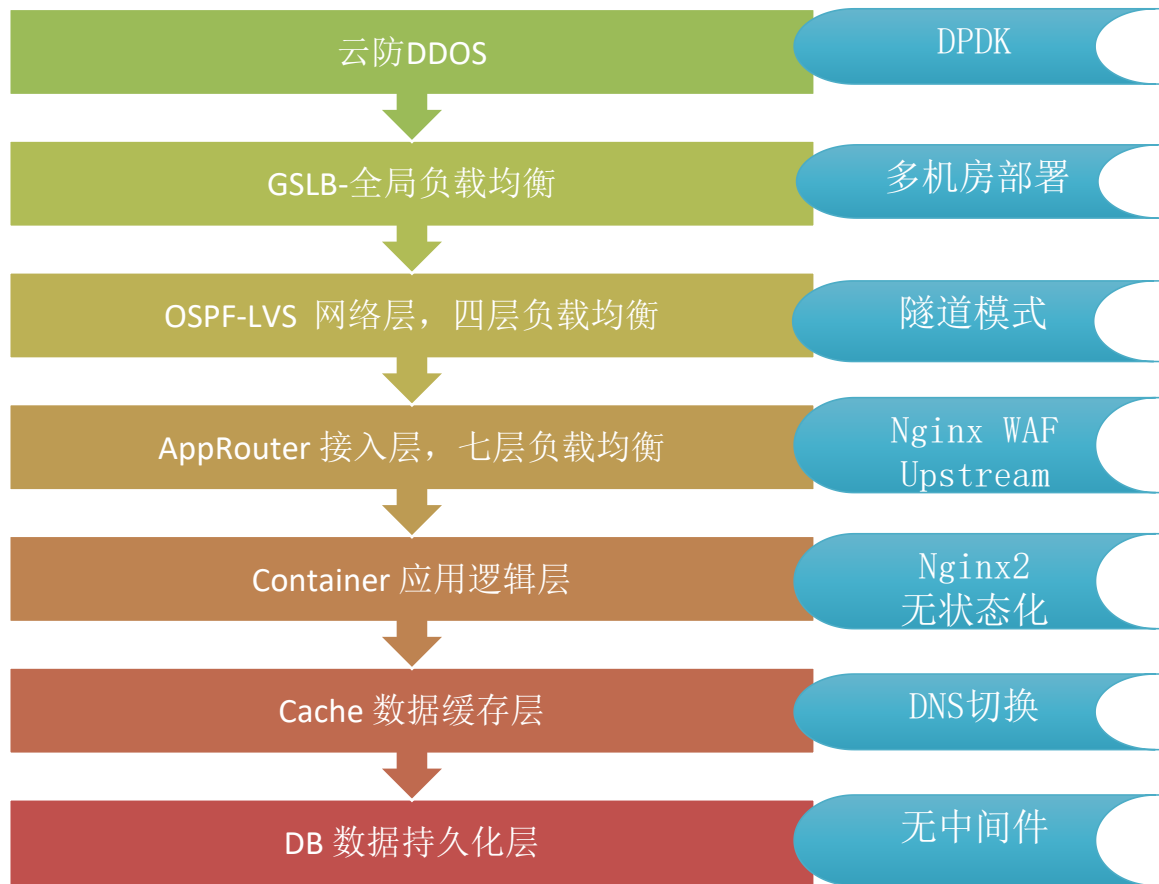 云防DDOS
DPDK
GSLB-全局负载均衡
多机房部署
OSPF-LVS 网络层，四层负载均衡
隧道模式
AppRouter 接入层，七层负载均衡
Nginx WAF
Upstream
Container 应用逻辑层
Nginx2
无状态化
Cache 数据缓存层
DNS切换
DB 数据持久化层
无中间件